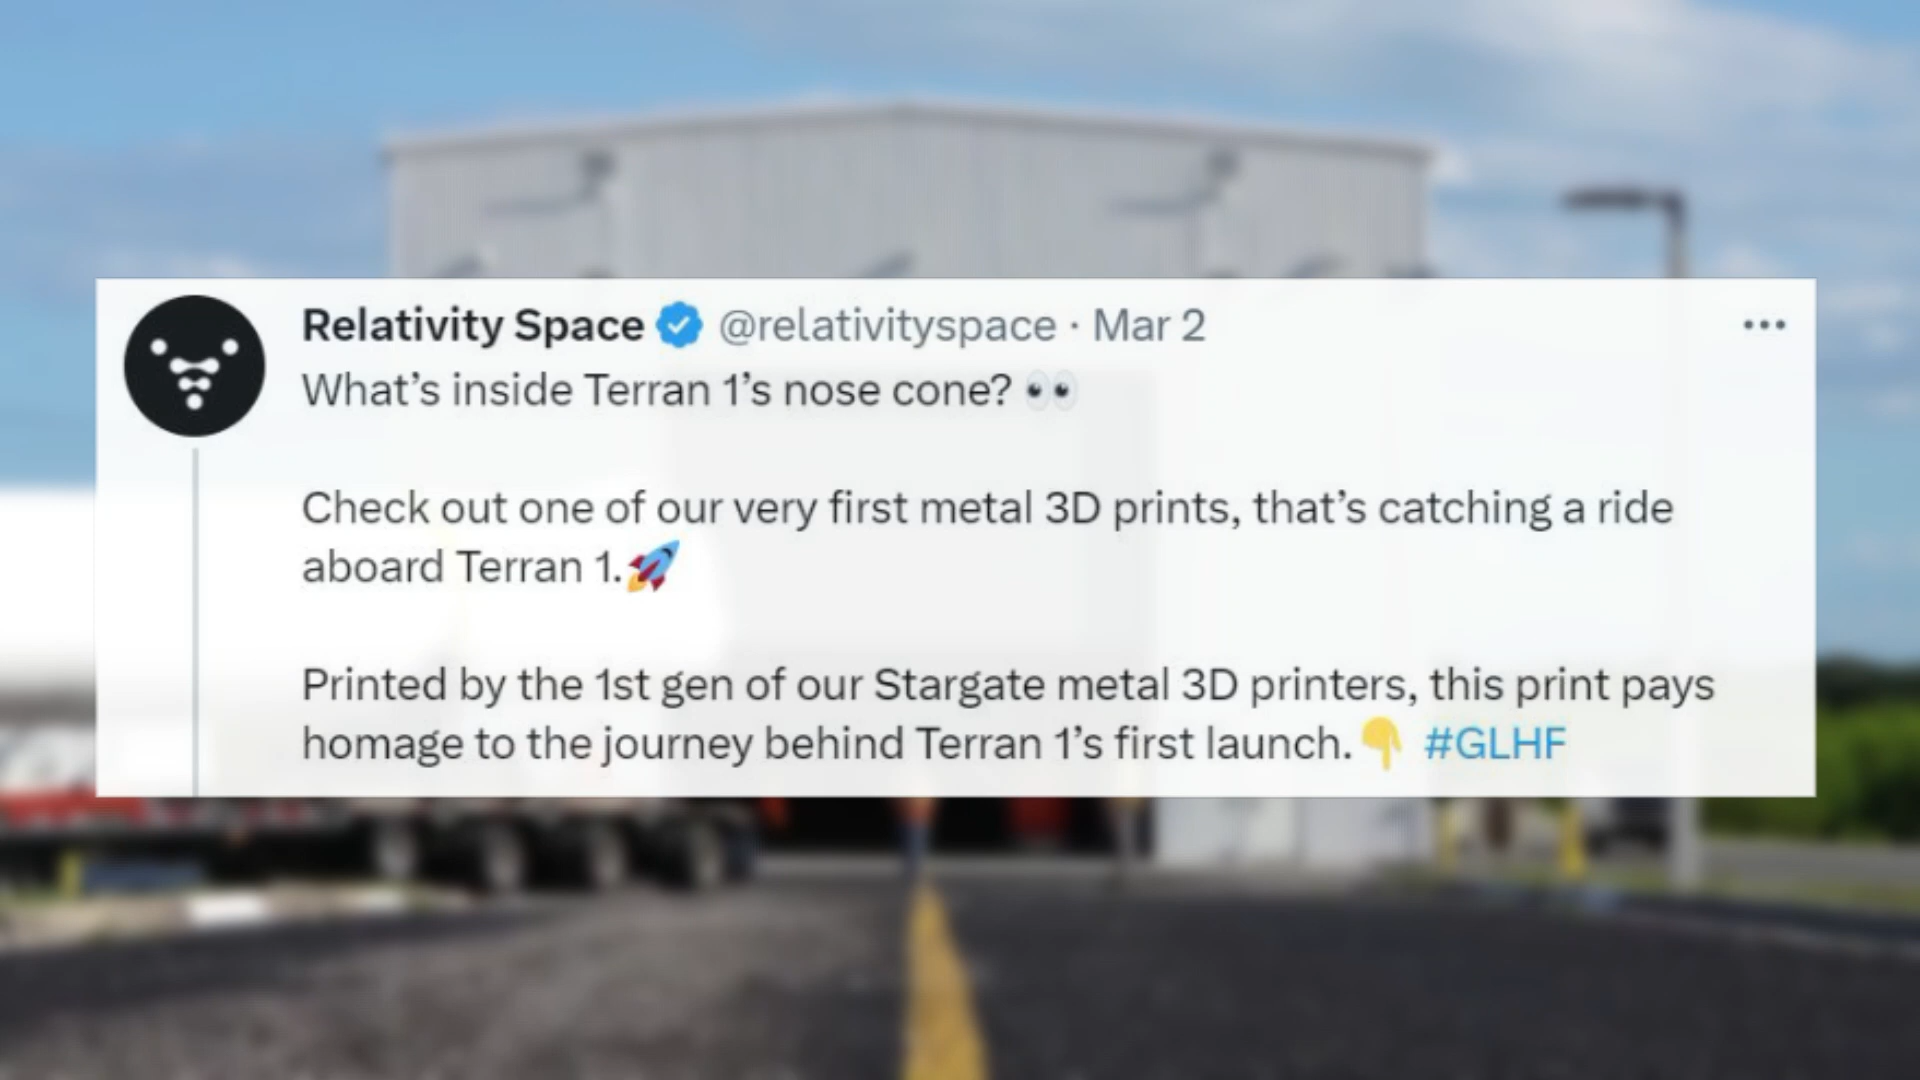 Relativity Space @relativityspace · Mar 2
What’s inside Terran 1’s nose cone? 👀
Check out one of our very first metal 3D prints, that’s catching a ride
aboard Terran 1.🚀
Printed by the 1st gen of our Stargate metal 3D printers, this print pays
homage to the journey behind Terran 1’s first launch.👇 #GLHF